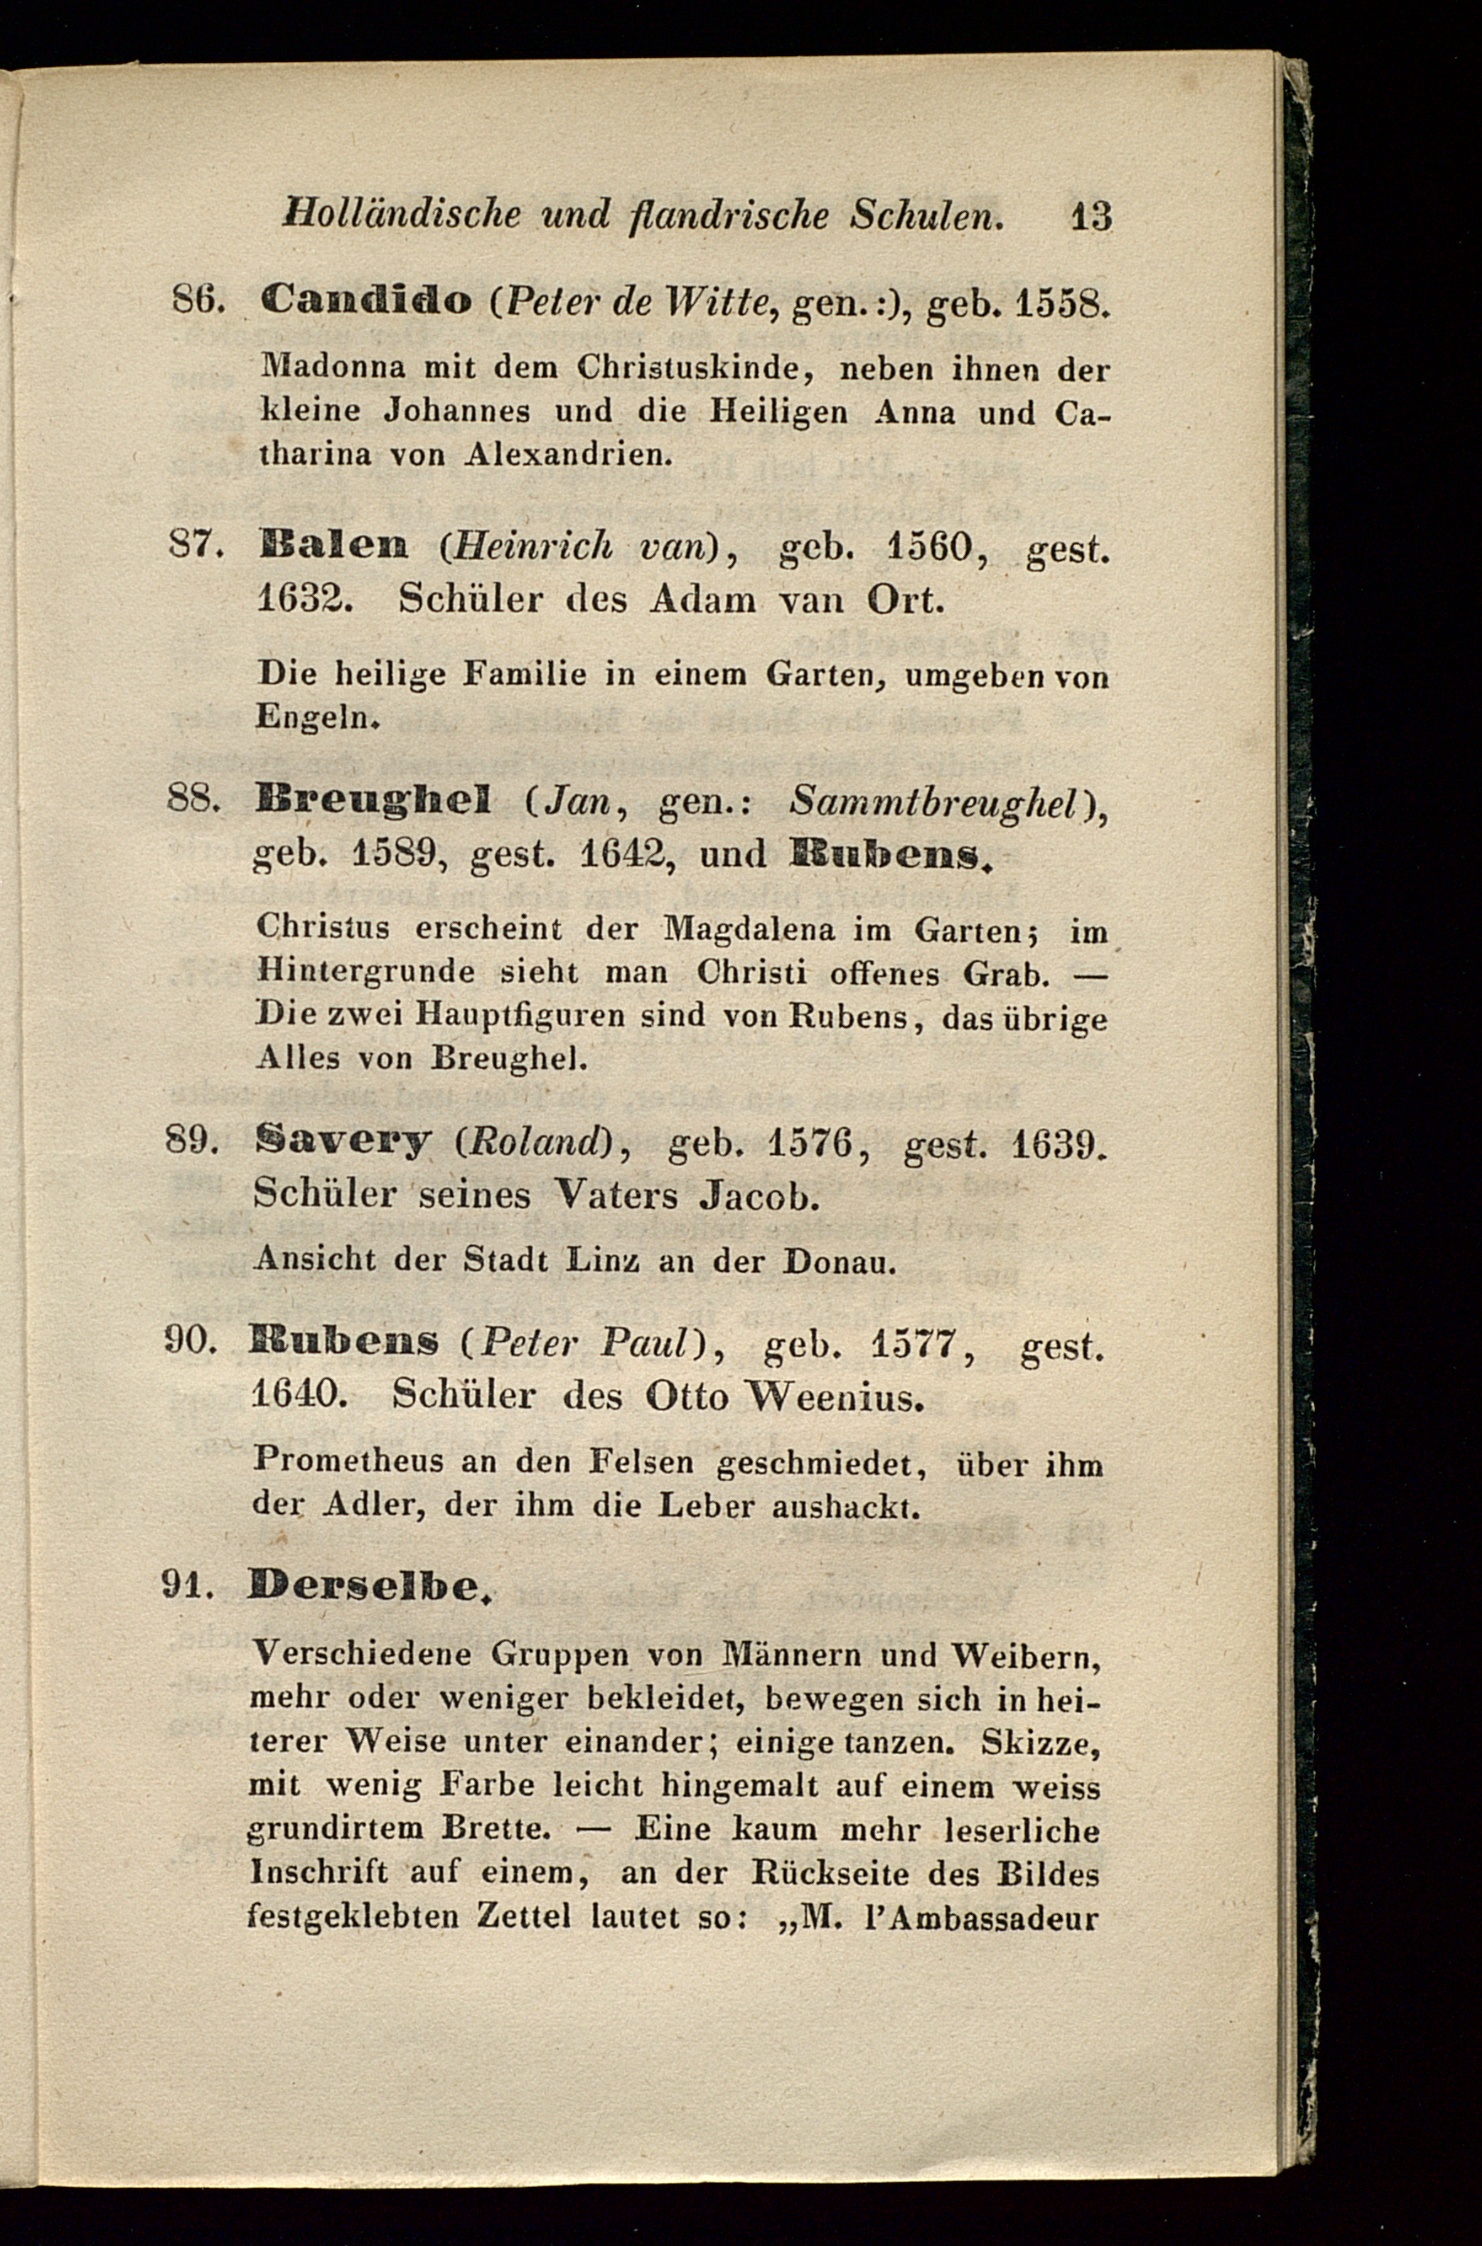 Holländische und flandrische Schulen. 13
86. Candido (Peter de Witte, gen.:), geb. 1558.
Madonna mit dem Christuskinde, neben ihnen der
kleine Johannes und die Heiligen Anna und Ca-
tharina von Alexandrien.
87. Balen (Heinrich van), geb. 1560, gest.
1632. Schüler des Adam van Ort.
Die heilige Familie in einem Garten, umgeben von
Engeln.
88. Breughel (Jan, gen.: Sammtbreughel),
geb. 1589, gest. 1642, und Rubens.
Christus erscheint der Magdalena im Garten; im
Hintergrunde sieht man Christi offenes Grab. —
Die zwei Hauptfiguren sind von Rubens, das übrige
Alles von Breughel.
89. Savery (Roland), geb. 1576, gest. 1639.
Schüler seines Vaters Jacob.
Ansicht der Stadt Linz an der Donau.
90. Rubens (Peter Paul), geb. 1577, gest.
1640. Schüler des Otto Weenius.
Prometheus an den Felsen geschmiedet, über ihm
der Adler, der ihm die Leber aushackt.
91. Derselbe.
Verschiedene Gruppen von Männern und Weibern,
mehr oder weniger bekleidet, bewegen sich in hei-
terer Weise unter einander; einige tanzen. Skizze,
mit wenig Farbe leicht hingemalt auf einem weiss
grundirtem Brette. — Eine kaum mehr leserliche
Inschrift auf einem, an der Rückseite des Bildes
festgeklebten Zettel lautet so: „M. l'Ambassadeur